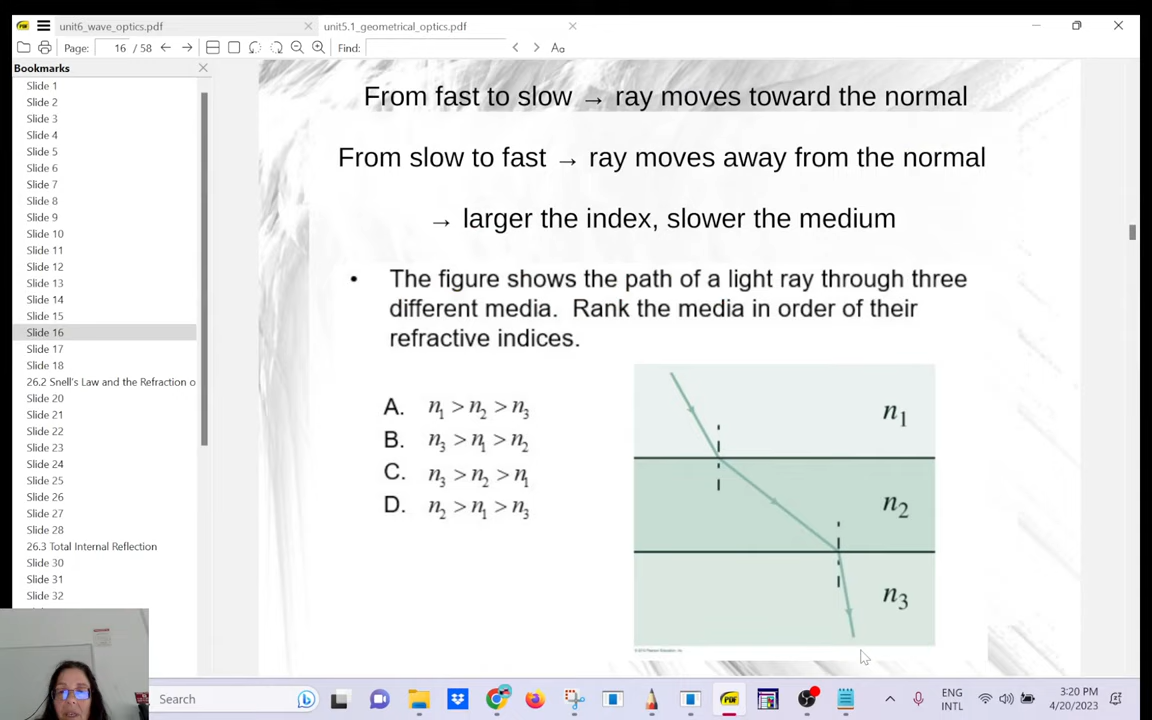 unit6_wave_optics.pdf
unit5.1_geometrical_optics.pdf
Page: 16 / 58
Find:
Aa
Bookmarks
Slide 1
Slide 2
Slide 3
Slide 4
Slide 5
Slide 6
Slide 7
Slide 8
Slide 9
Slide 10
Slide 11
Slide 12
Slide 13
Slide 14
Slide 15
Slide 16
Slide 17
Slide 18
26.2 Snell's Law and the Refraction o
Slide 20
Slide 21
Slide 22
Slide 23
Slide 24
Slide 25
Slide 26
Slide 27
Slide 28
26.3 Total Internal Reflection
Slide 30
Slide 31
Slide 32
From fast to slow → ray moves toward the normal
From slow to fast → ray moves away from the normal
→ larger the index, slower the medium
• The figure shows the path of a light ray through three
different media. Rank the media in order of their
refractive indices.
A. n₁ > n₂ > n₃
B. n₃ > n₁ > n₂
C. n₃ > n₂ > n₁
D. n₂ > n₁ > n₃
n₁
n₂
n₃
Search
ENG
INTL
3:20 PM
4/20/2023